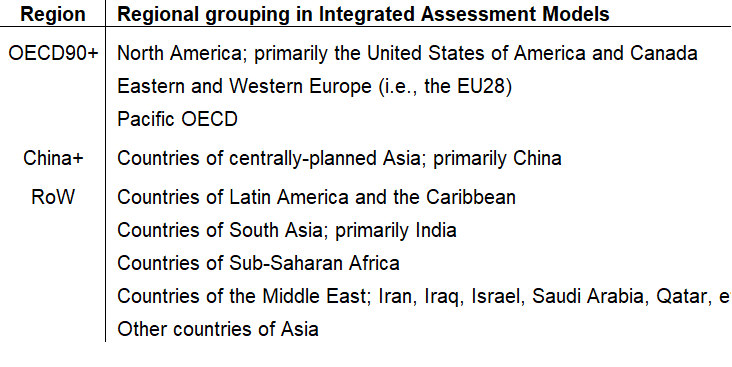 Region Regional grouping in Integrated Assessment Models
OECD90+ North America; primarily the United States of America and Canada
Eastern and Western Europe (i.e., the EU28)
Pacific OECD
China+ Countries of centrally-planned Asia; primarily China
RoW Countries of Latin America and the Caribbean
Countries of South Asia; primarily India
Countries of Sub-Saharan Africa
Countries of the Middle East; Iran, Iraq, Israel, Saudi Arabia, Qatar,
Other countries of Asia